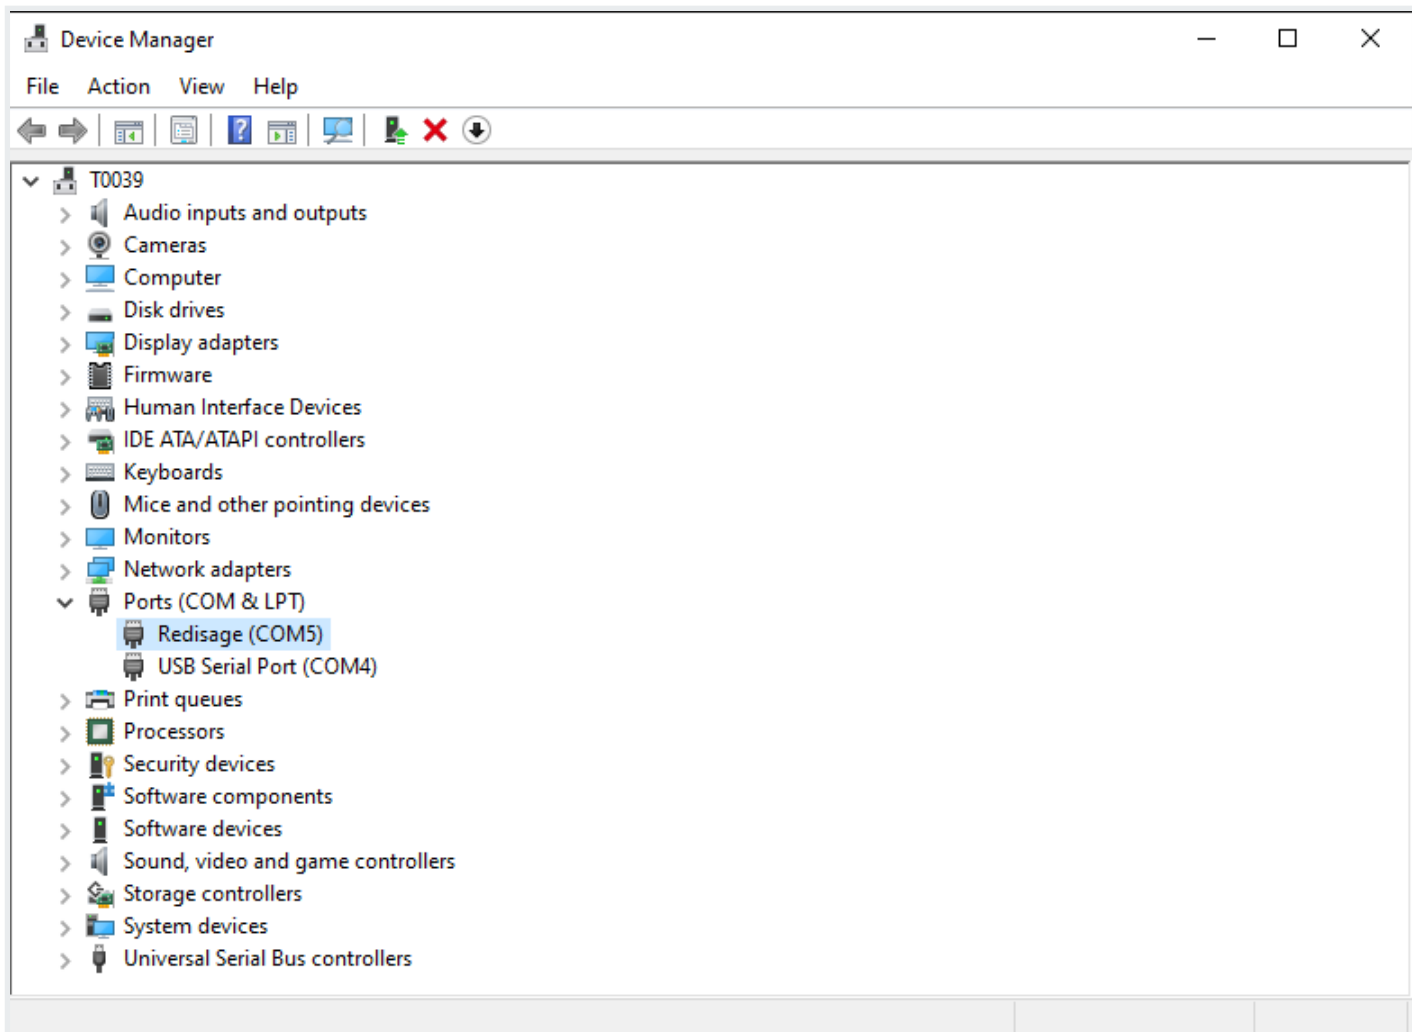 Device Manager
File Action View Help
T0039
Audio inputs and outputs
Cameras
Computer
Disk drives
Display adapters
Firmware
Human Interface Devices
IDE ATA/ATAPI controllers
Keyboards
Mice and other pointing devices
Monitors
Network adapters
Ports (COM & LPT)
Redisage (COM5)
USB Serial Port (COM4)
Print queues
Processors
Security devices
Software components
Software devices
Sound, video and game controllers
Storage controllers
System devices
Universal Serial Bus controllers